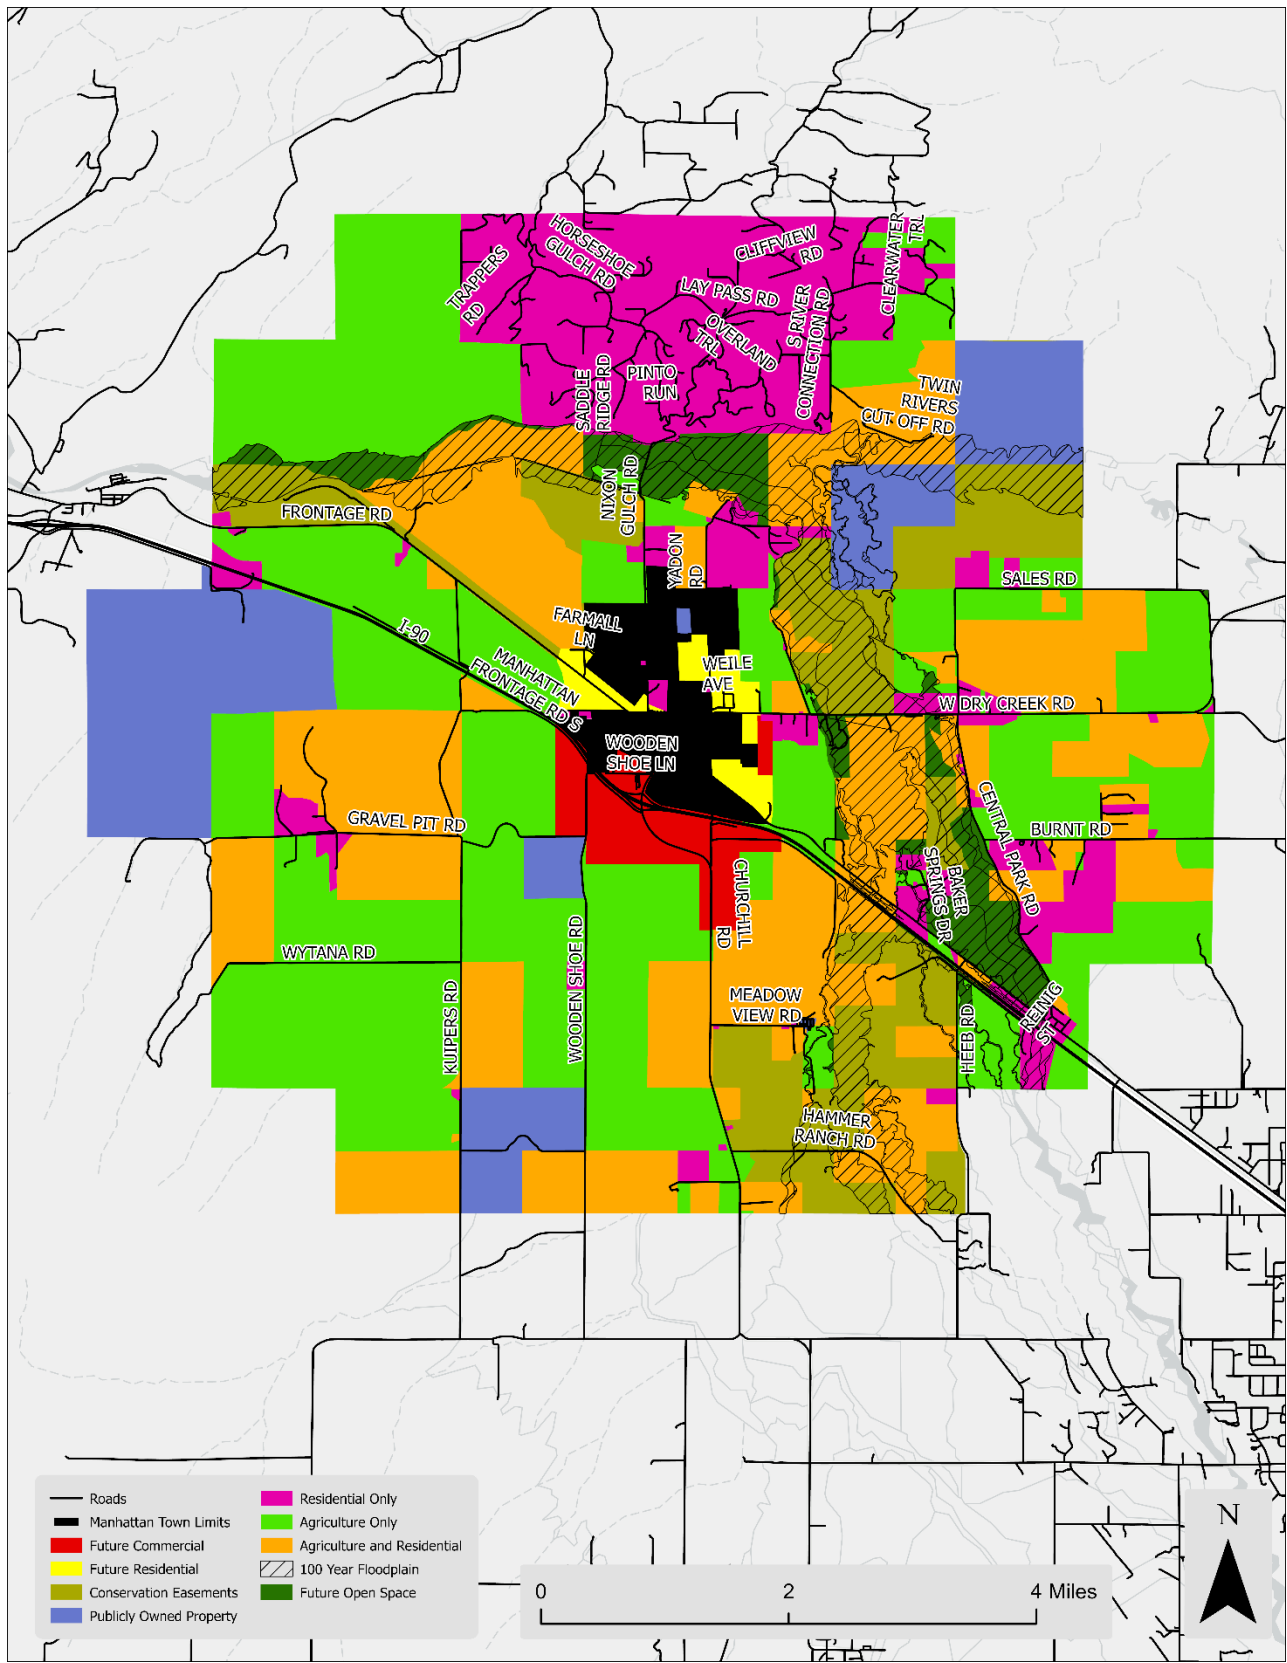 HORSESHOE
GULCH RD
CLIFFVIEW
RD
CLEARWATER
TRL
TRAPPERS
RD
LAY PASS RD
S RIVER
CONNECTION RD
OVERLAND
TRL
SADDLE
RIDGE RD
PINTO
RUN
TWIN
RIVERS
CUT OFF RD
NIXON
GULCH RD
FRONTAGE RD
YADON
RD
SALES RD
FARMALL
LN
I-90
MANHATTAN
FRONTAGE RD S
WEILE
AVE
W DRY CREEK RD
WOODEN
SHOE LN
CENTRAL PARK RD
GRAVEL PIT RD
BURNT RD
CHURCHILL
RD
BAKER
SPRINGS DR
WYTANA RD
WOODEN SHOE RD
KUIPERS RD
MEADOW
VIEW RD
HEEB RD
REINIG
ST
HAMMER
RANCH RD
Roads
Manhattan Town Limits
Future Commercial
Future Residential
Conservation Easements
Publicly Owned Property
Residential Only
Agriculture Only
Agriculture and Residential
100 Year Floodplain
Future Open Space
0 2 4 Miles
N